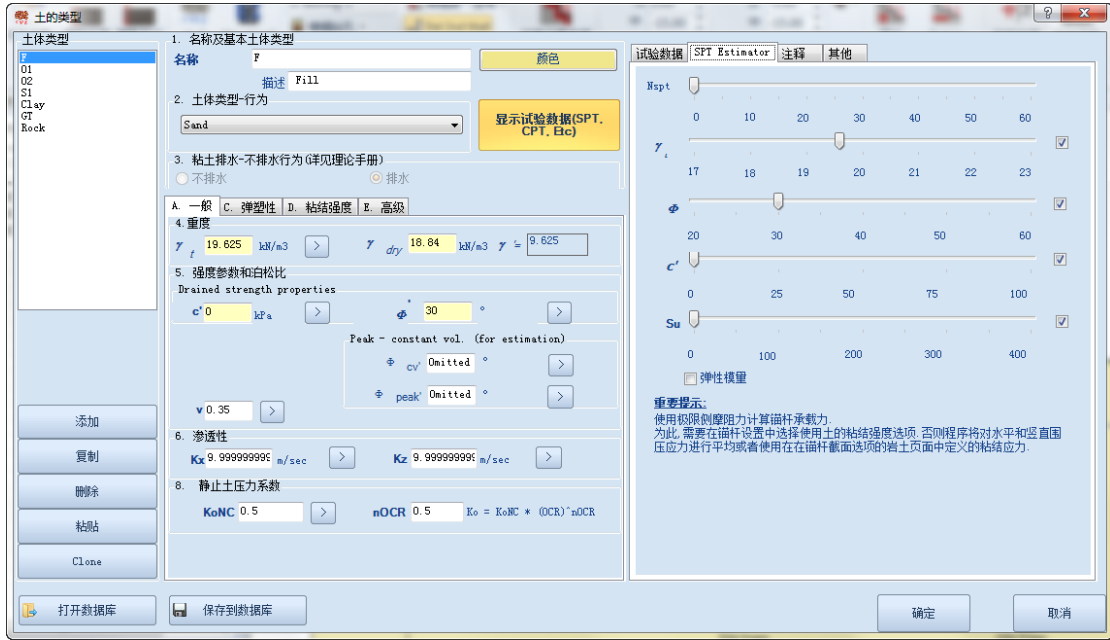 土的类型
土体类型
F
O1
O2
S1
Clay
GT
Rock
添加
复制
删除
粘贴
Clone
打开数据库
保存到数据库
1. 名称及基本土体类型
名称 F
颜色
描述 Fill
2. 土体类型-行为
Sand
显示试验数据(SPT, CPT, Etc)
3. 粘土排水-不排水行为(详见理论手册)
不排水 排水
A. 一般 C. 弹塑性 D. 粘结强度 E. 高级
4.重度
γ t 19.625 kN/m3 > γ dry 18.84 kN/m3 γ'= 9.625
5. 强度参数和泊松比
Drained strength properties
c' 0 kPa > Φ' 30 ° >
Peak - constant vol. (for estimation)
Φ cv' Omitted ° >
Φ peak' Omitted ° >
v 0.35 >
6. 渗透性
Kx 9.999999999 m/sec > Kz 9.999999999 m/sec >
8. 静止土压力系数
KoNC 0.5 > nOCR 0.5 Ko = KoNC * (OCR)^nOCR
试验数据 SPT Estimator 注释 其他
Nspt
0 10 20 30 40 50 60
γ t
17 18 19 20 21 22 23
Φ
20 30 40 50 60
c'
0 25 50 75 100
Su
0 100 200 300 400
弹性模量
重要提示:
使用极限侧摩阻力计算锚杆承载力.
为此, 需要在锚杆设置中选择使用土的粘结强度选项. 否则程序将对水平和竖直围
压应力进行平均或者使用在在锚杆截面选项的岩土页面中定义的粘结应力.
确定 取消